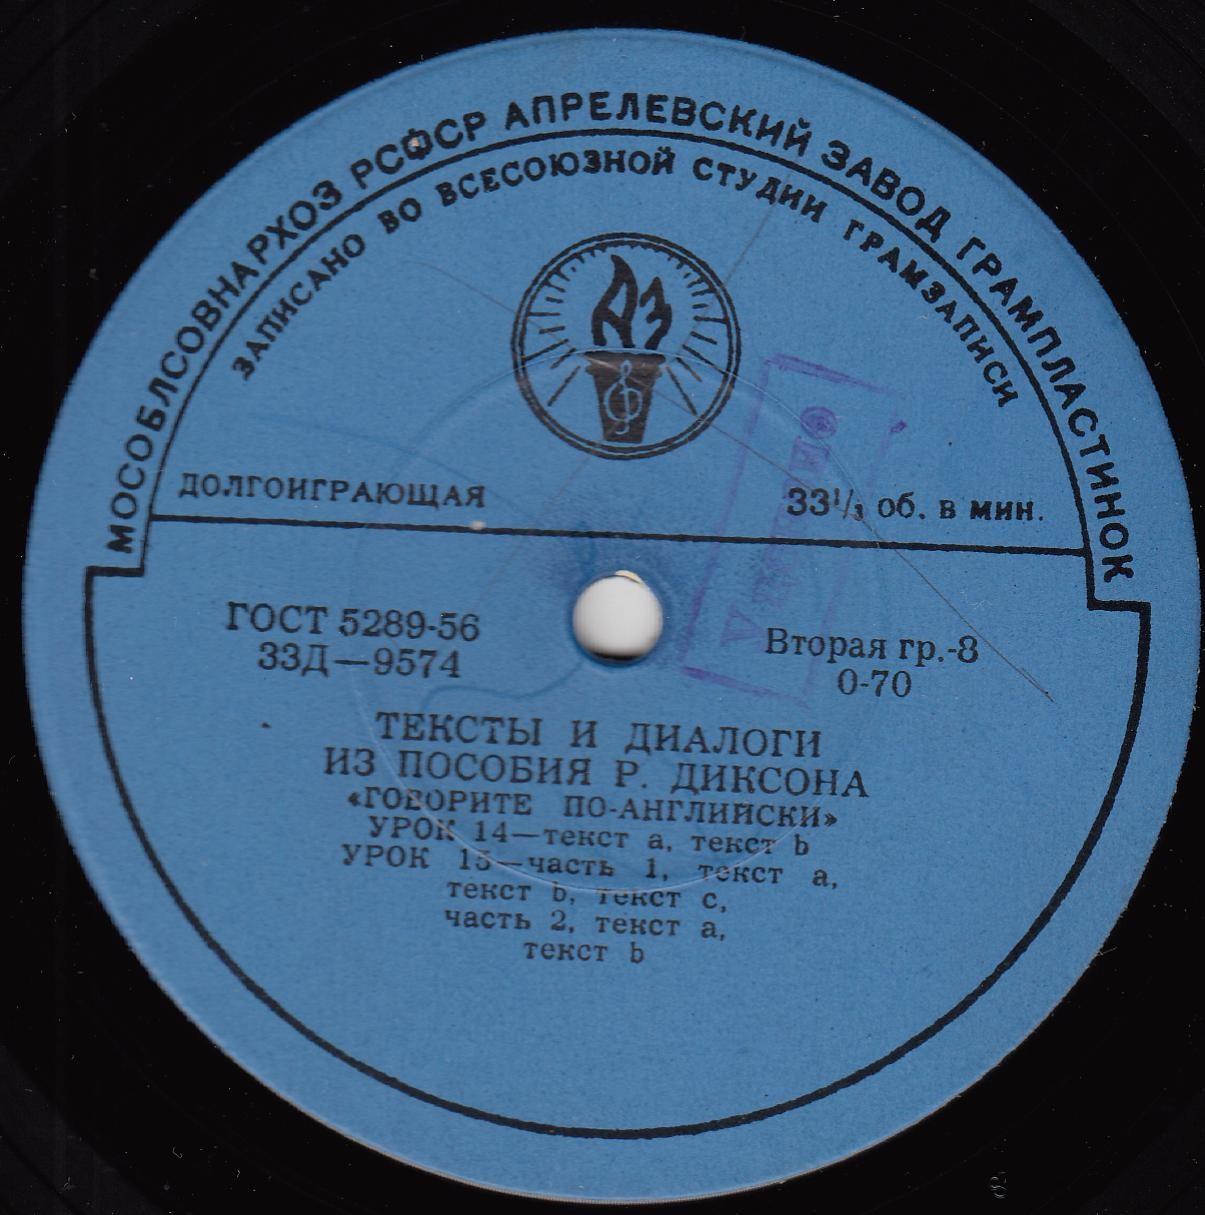 МОСОБЛСОВНАРХОЗ РСФСР АПРЕЛЕВСКИЙ ЗАВОД ГРАМПЛАСТИНОК
ЗАПИСАНО ВО ВСЕСОЮЗНОЙ СТУДИИ ГРАМЗАПИСИ
АЗ
ДОЛГОИГРАЮЩАЯ
33⅓ об. в мин.
ГОСТ 5289-56
33Д—9574
Вторая гр.-8
0-70
ТЕКСТЫ И ДИАЛОГИ
ИЗ ПОСОБИЯ Р. ДИКСОНА
«ГОВОРИТЕ ПО-АНГЛИЙСКИ»
УРОК 14—текст a, текст b
УРОК 15—часть 1, текст a,
текст b, текст c,
часть 2, текст a,
текст b